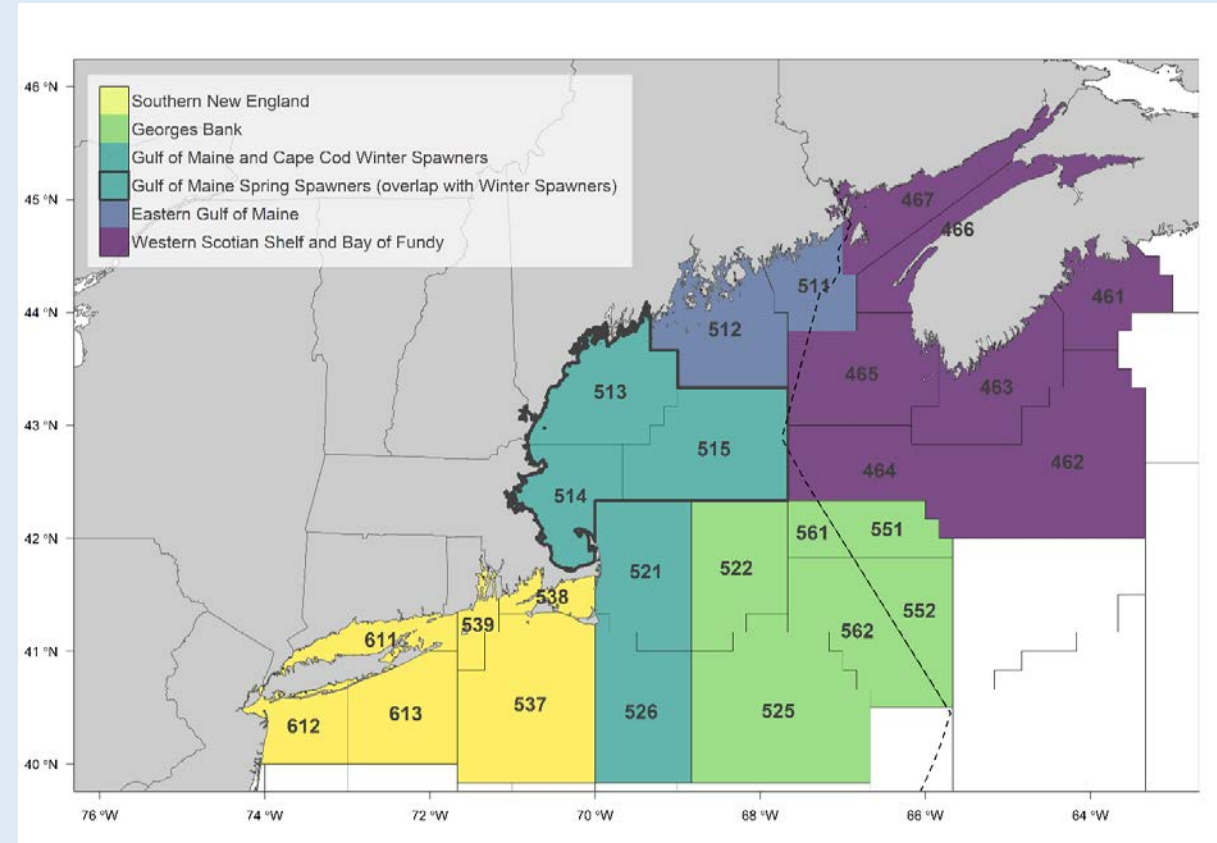 46 °N
Southern New England
Georges Bank
Gulf of Maine and Cape Cod Winter Spawners
Gulf of Maine Spring Spawners (overlap with Winter Spawners)
Eastern Gulf of Maine
Western Scotian Shelf and Bay of Fundy
45 °N
467
466
511
461
44 °N
512
465
463
513
43 °N
515
464
462
514
42 °N
561
551
521
522
538
552
539
562
41 °N
611
537
526
525
613
612
40 °N
76 °W
74 °W
72 °W
70 °W
68 °W
66 °W
64 °W